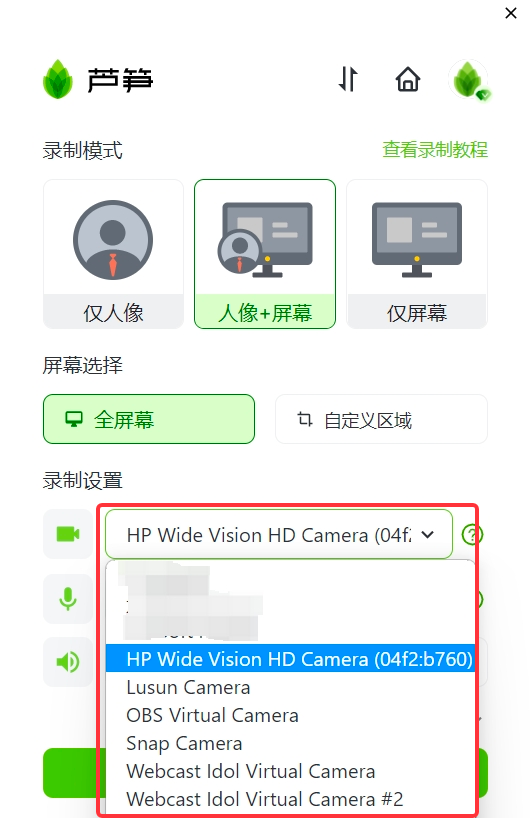 芦笋
录制模式
查看录制教程
仅人像
人像+屏幕
仅屏幕
屏幕选择
全屏幕
自定义区域
录制设置
HP Wide Vision HD Camera (04f2
HP Wide Vision HD Camera (04f2:b760)
Lusun Camera
OBS Virtual Camera
Snap Camera
Webcast Idol Virtual Camera
Webcast Idol Virtual Camera #2